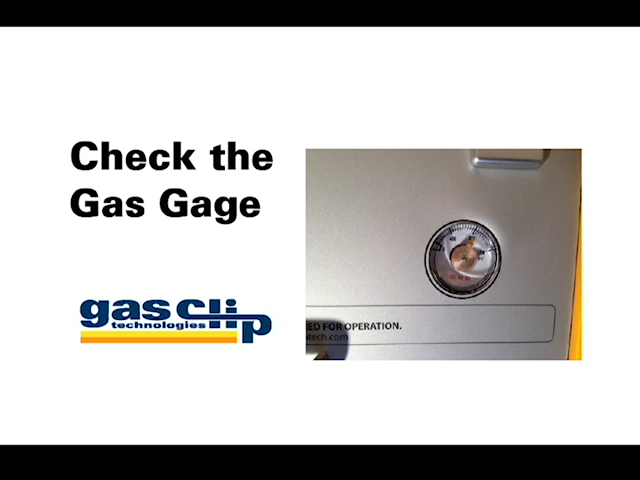 Check the
Gas Gage
gas clip
technologies
ED FOR OPERATION.
tech.com